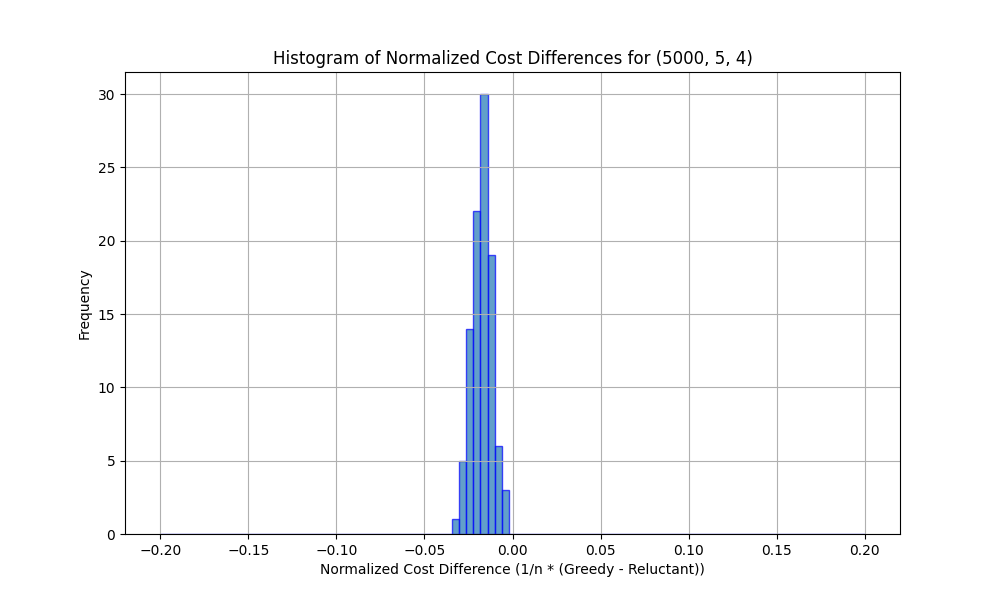 Histogram of Normalized Cost Differences for (5000, 5, 4)
30
25
20
15
10
5
0
Frequency
−0.20 −0.15 −0.10 −0.05 0.00 0.05 0.10 0.15 0.20
Normalized Cost Difference (1/n * (Greedy - Reluctant))